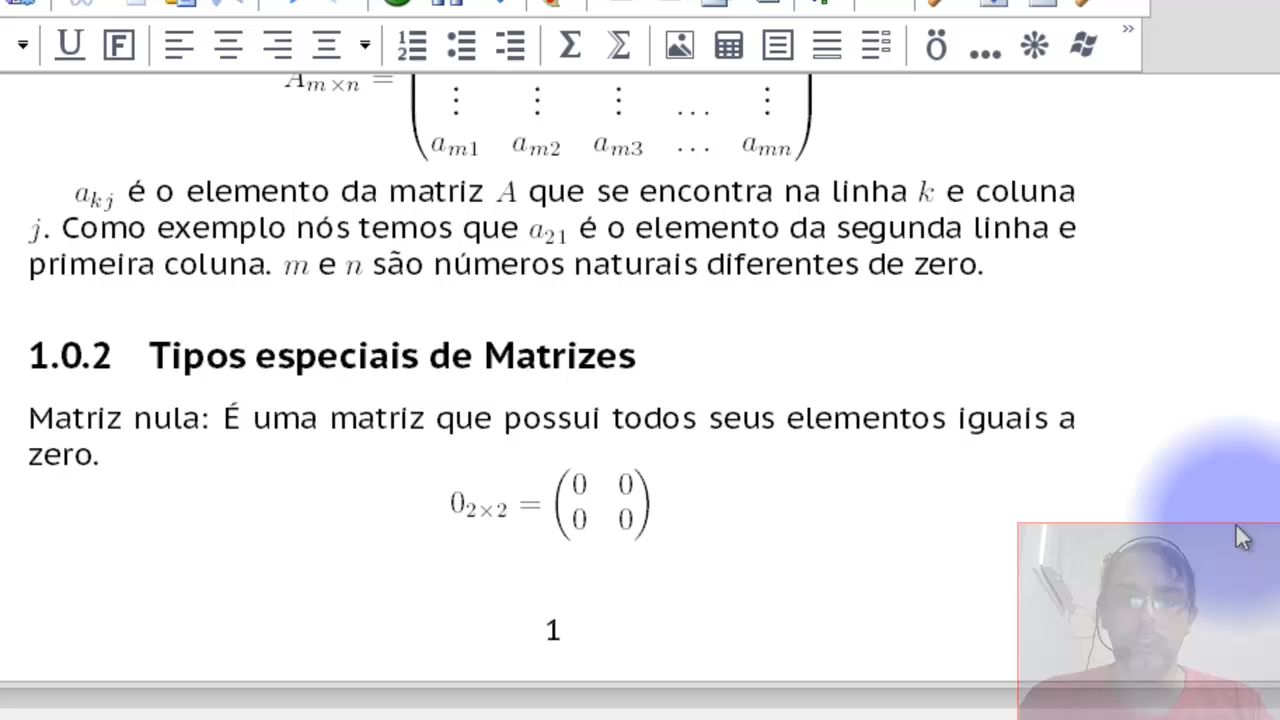 A_{m×n} =
⋮ ⋮ ⋮ … ⋮
a_{m1} a_{m2} a_{m3} … a_{mn}
a_{kj} é o elemento da matriz A que se encontra na linha k e coluna
j. Como exemplo nós temos que a_{21} é o elemento da segunda linha e
primeira coluna. m e n são números naturais diferentes de zero.
1.0.2 Tipos especiais de Matrizes
Matriz nula: É uma matriz que possui todos seus elementos iguais a
zero.
0_{2×2} = (0 0
0 0)
1